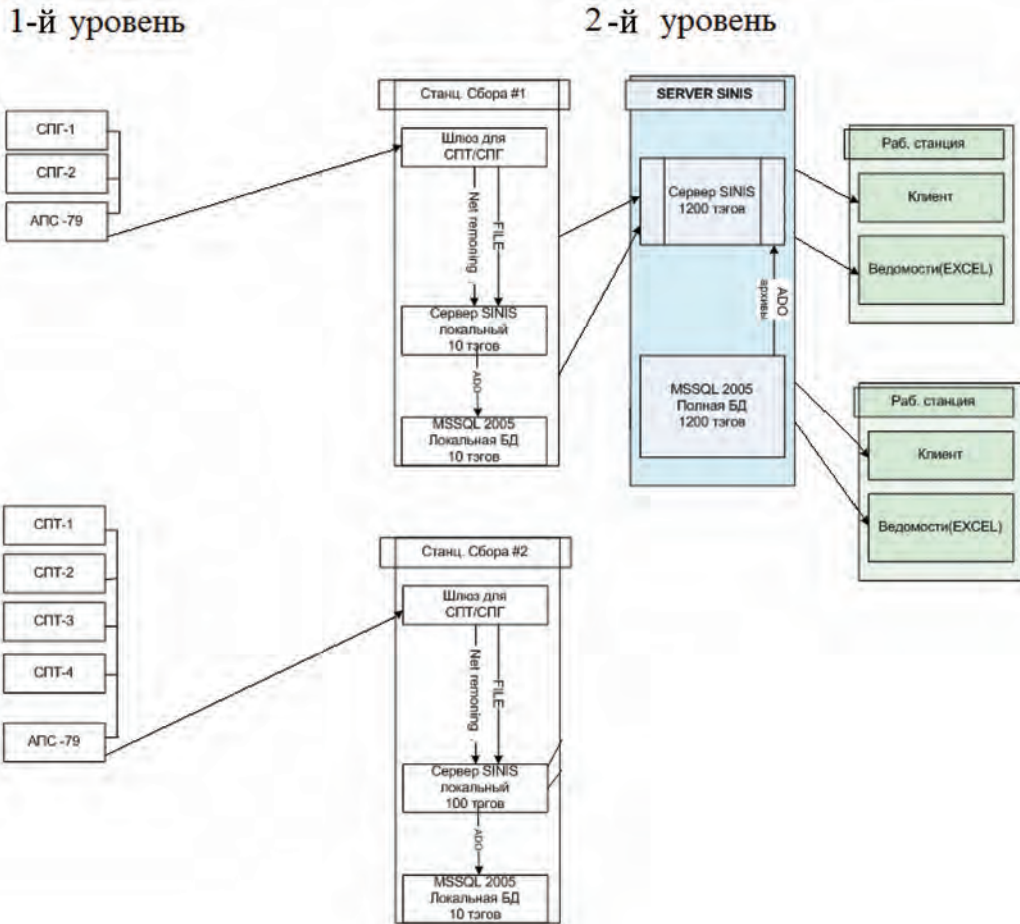 1-й уровень
2-й уровень
СПГ-1
СПГ-2
АПС -79
Станц. Сбора #1
Шлюз для
СПТ/СПГ
Net remoning .
FILE
Сервер SINIS
локальный
10 тэгов
ADO
MSSQL 2005
Локальная БД
10 тэгов
SERVER SINIS
Сервер SINIS
1200 тэгов
ADO
архивы
MSSQL 2005
Полная БД
1200 тэгов
Раб. станция
Клиент
Ведомости(EXCEL)
Раб. станция
Клиент
Ведомости(EXCEL)
СПТ-1
СПТ-2
СПТ-3
СПТ-4
АПС -79
Станц. Сбора #2
Шлюз для
СПТ/СПГ
Net remoning .
FILE
Сервер SINIS
локальный
100 тэгов
ADO
MSSQL 2005
Локальная БД
10 тэгов